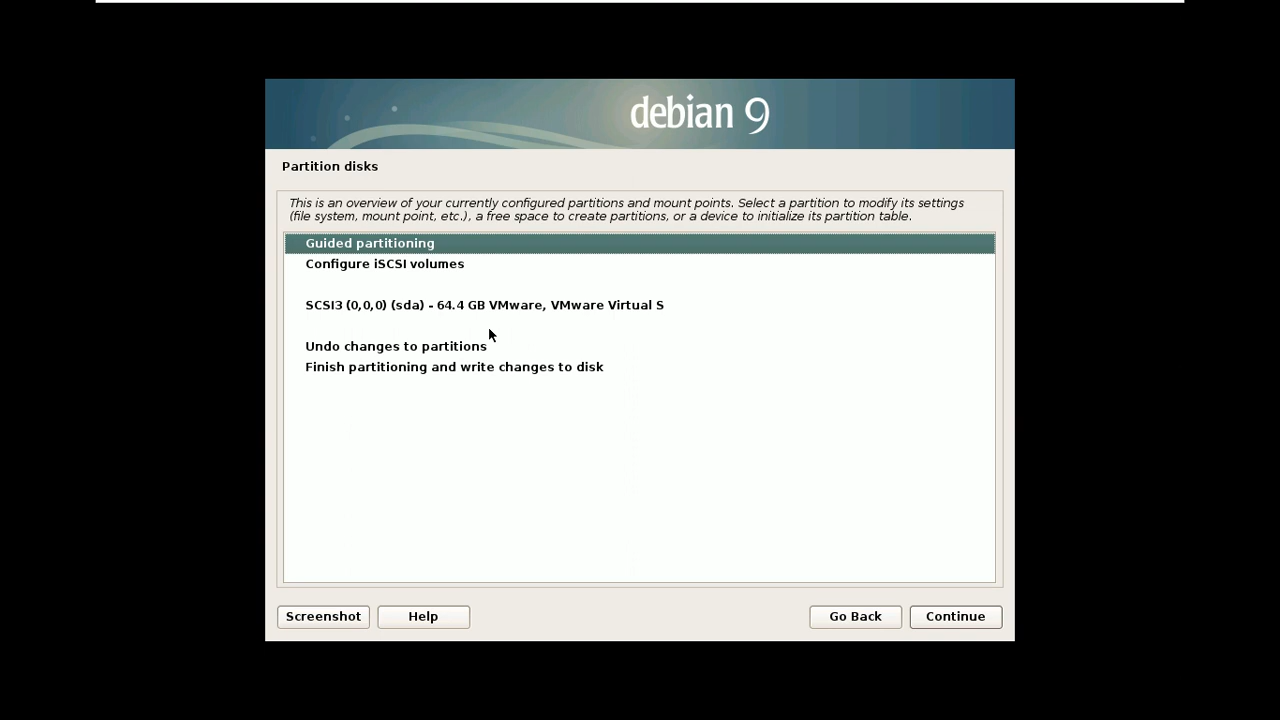 debian 9
Partition disks
This is an overview of your currently configured partitions and mount points. Select a partition to modify its settings
(file system, mount point, etc.), a free space to create partitions, or a device to initialize its partition table.
Guided partitioning
Configure iSCSI volumes
SCSI3 (0,0,0) (sda) - 64.4 GB VMware, VMware Virtual S
Undo changes to partitions
Finish partitioning and write changes to disk
Screenshot Help Go Back Continue